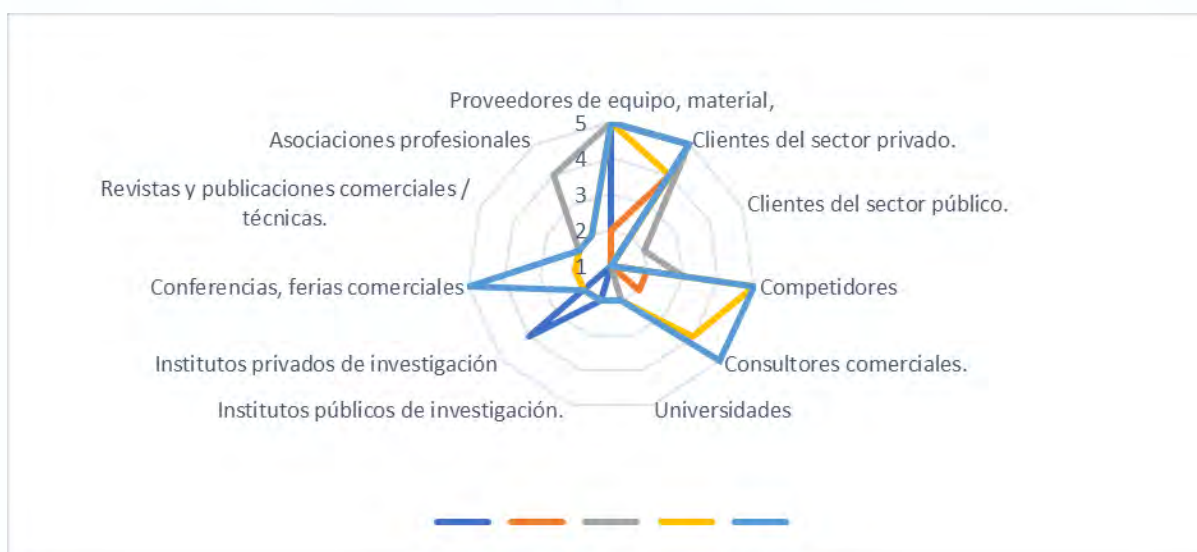 Proveedores de equipo, material,
Asociaciones profesionales
5
Clientes del sector privado.
4
Revistas y publicaciones comerciales /
técnicas.
3
Clientes del sector público.
2
1
Conferencias, ferias comerciales
Competidores
Institutos privados de investigación
Consultores comerciales.
Institutos públicos de investigación.
Universidades